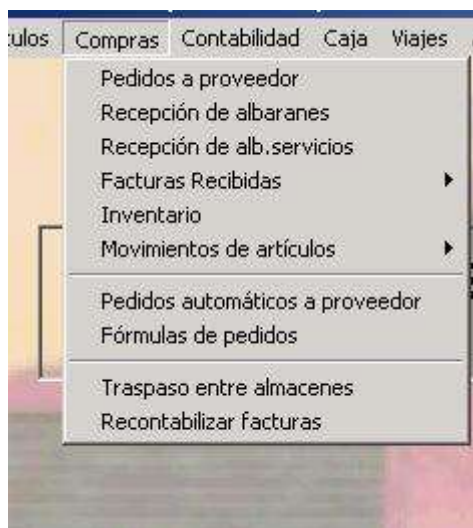 culos Compras Contabilidad Caja Viajes
Pedidos a proveedor
Recepción de albaranes
Recepción de alb.servicios
Facturas Recibidas
Inventario
Movimientos de artículos
Pedidos automáticos a proveedor
Fórmulas de pedidos
Traspaso entre almacenes
Recontabilizar facturas